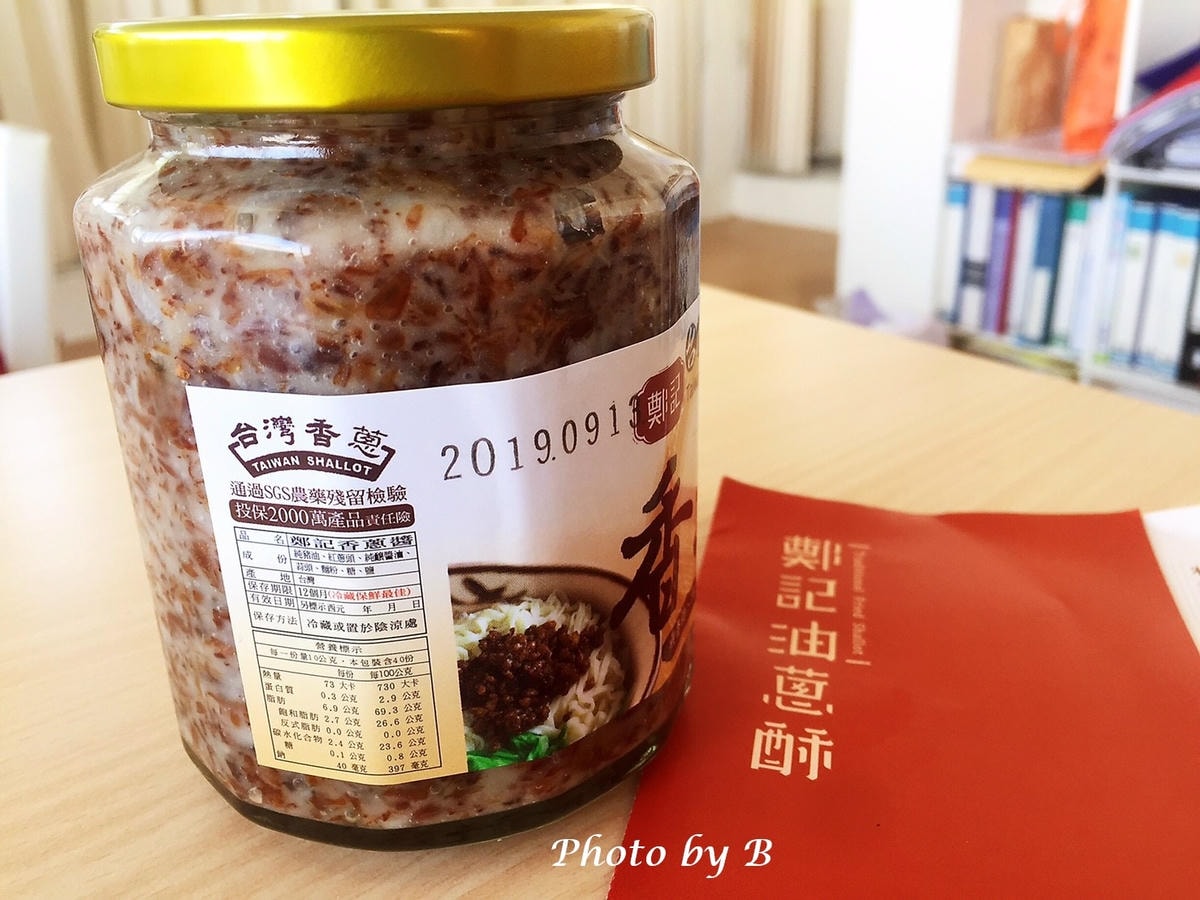 台灣香蔥
TAIWAN SHALLOT
通過SGS農藥殘留檢驗
投保2000萬產品責任險
20190913
鄭記
香
品名 鄭記香蔥醬
成份 純豬油、紅蔥頭、純釀醬油、
蒜頭、麵粉、糖、鹽
產地 台灣
保存期限 12個月(冷藏保鮮最佳)
有效日期 另標示西元 年 月 日
保存方法 冷藏或置於陰涼處
營養標示
每一份量10公克，本包裝含40份
每份 每100公克
熱量 73 大卡 730 大卡
蛋白質 0.3 公克 2.9 公克
脂肪 6.9 公克 69.3 公克
飽和脂肪 2.7 公克 26.6 公克
反式脂肪 0.0 公克 0.0 公克
碳水化合物 2.4 公克 23.6 公克
糖 0.1 公克 0.8 公克
鈉 40 毫克 397 毫克
鄭記油蔥酥
Traditional Fried Shallot
Photo by B